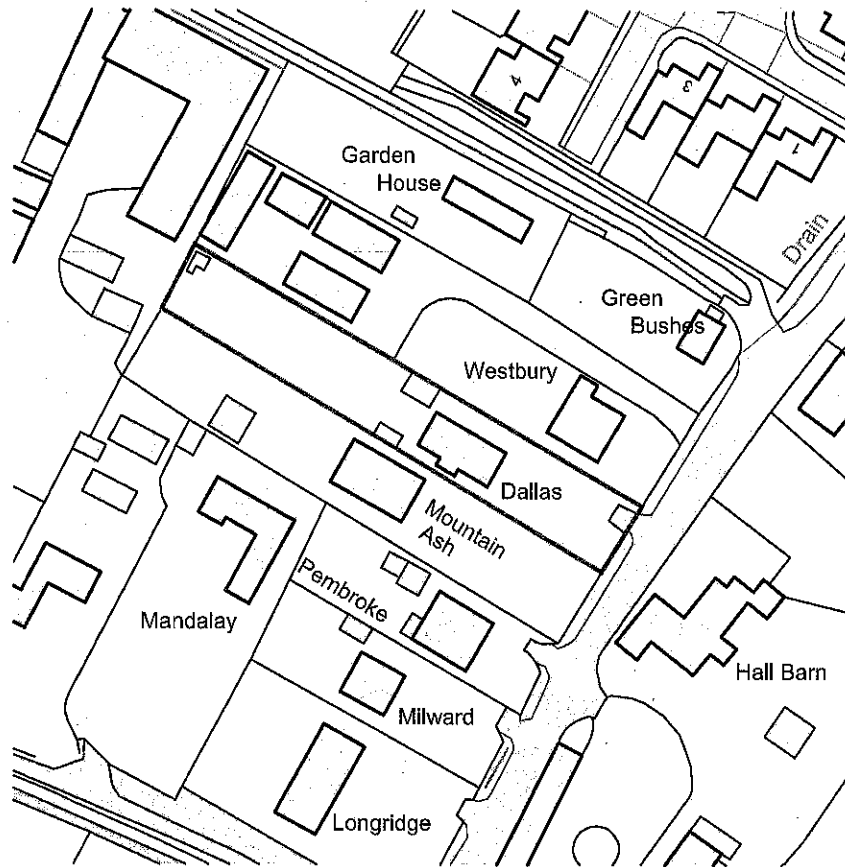 4
3
1
Garden
House
Drain
Green
Bushes
Westbury
Dallas
Mountain
Ash
Pembroke
Mandalay
Hall Barn
Milward
Longridge